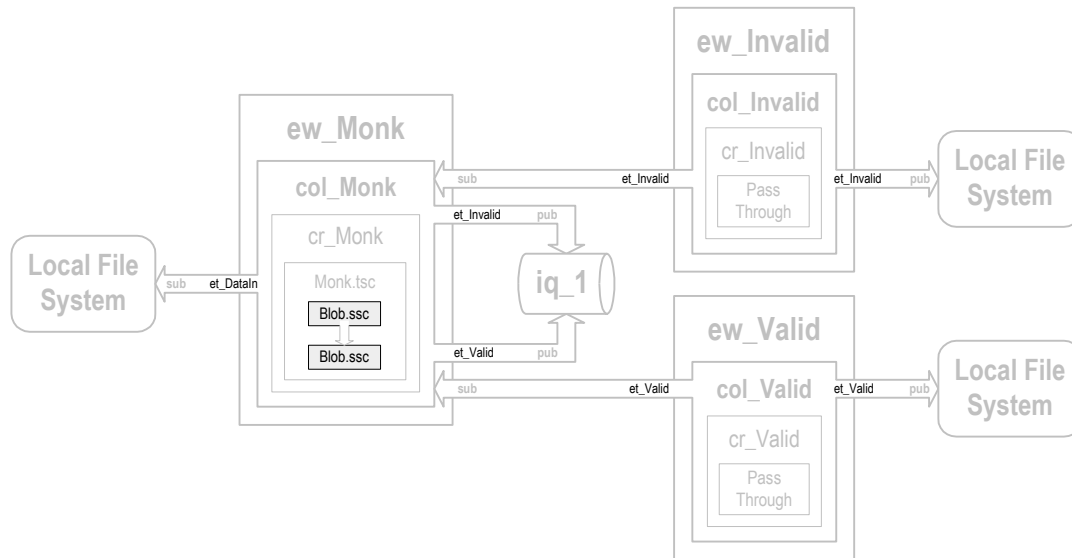 ew_Invalid
col_Invalid
cr_Invalid
Pass
Through
et_Invalid
et_Invalid
pub
Local File
System
ew_Monk
col_Monk
sub
et_Invalid
pub
cr_Monk
Monk.tsc
Blob.ssc
Blob.ssc
Local File
System
sub
et_DataIn
iq_1
et_Valid
pub
sub
et_Valid
ew_Valid
col_Valid
et_Valid
pub
cr_Valid
Pass
Through
Local File
System